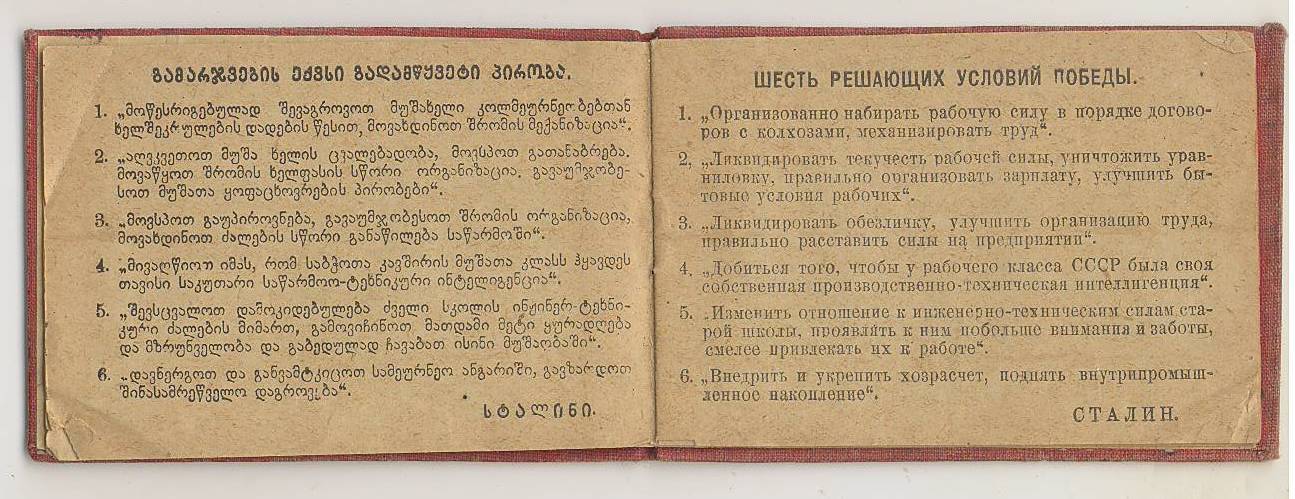 გამარჯვების ექვსი გადამწყვეტი პირობა.
1. „მოწესრიგებულად შევაგროვოთ მუშახელი კოლმეურნეობებთან
ხელშეკრულების დადების წესით, მოვახდინოთ შრომის მექანიზაცია“.
2. „აღვკვეთოთ მუშა ხელის ცვალებადობა, მოვსპოთ გათანაბრება.
მოვაწყოთ შრომის ხელფასის სწორი ორგანიზაცია. გავაუმჯობე-
სოთ მუშათა ყოფაცხოვრების პირობები“.
3. „მოვსპოთ გაუპიროვნება, გავაუმჯობესოთ შრომის ორგანიზაცია,
მოვახდინოთ ძალების სწორი განაწილება საწარმოში“.
4. „მივაღწიოთ იმას, რომ საბჭოთა კავშირის მუშათა კლასს ჰყავდეს
თავისი საკუთარი საწარმოო-ტეხნიკური ინტელიგენცია“.
5. „შევსცვალოთ დამოკიდებულება ძველი სკოლის ინჟინერ-ტეხნი-
კური ძალების მიმართ, გამოვიჩინოთ მათდამი მეტი ყურადღება
და მზრუნველობა და გაბედულად ჩავაბათ ისინი მუშაობაში“.
6. „დავნერგოთ და განვამტკიცოთ სამეურნეო ანგარიში, გავზარდოთ
შინასამრეწველო დაგროვება“.
ᲡᲢᲐᲚᲘᲜᲘ.
ШЕСТЬ РЕШАЮЩИХ УСЛОВИЙ ПОБЕДЫ.
1. „Организованно набирать рабочую силу в порядке догово-
ров с колхозами, механизировать труд“.
2, „Ликвидировать текучесть рабочей силы, уничтожить урав-
ниловку, правильно организовать зарплату, улучшить бы-
товые условия рабочих“.
3. „Ликвидировать обезличку, улучшить организацию труда,
правильно расставить силы на предприятии“.
4, „Добиться того, чтобы у рабочего класса СССР была своя
собственная производственно-техническая интеллигенция“.
5. „Изменить отношение к инженерно-техническим силам ста-
рой школы, проявлять к ним побольше внимания и заботы,
смелее привлекать их к работе“.
6. „Внедрить и укрепить хозрасчет, поднять внутрипромыш-
ленное накопление“.
СТАЛИН.